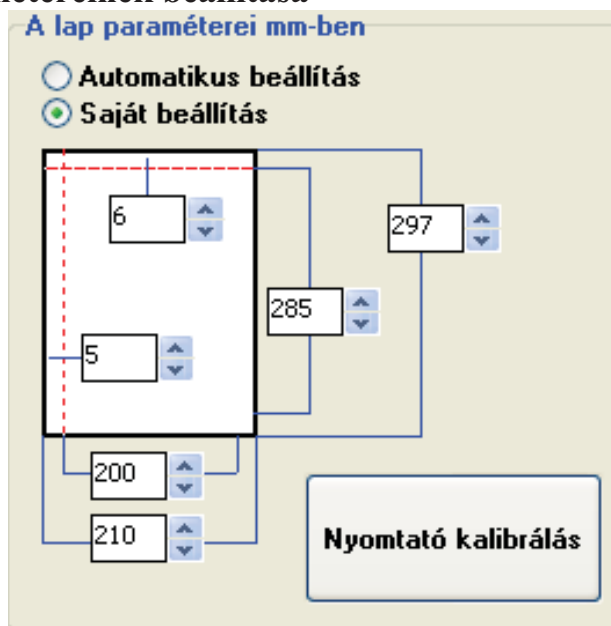 A lap paraméterei mm-ben
Automatikus beállítás
Saját beállítás
6
297
285
5
200
210
Nyomtató kalibrálás